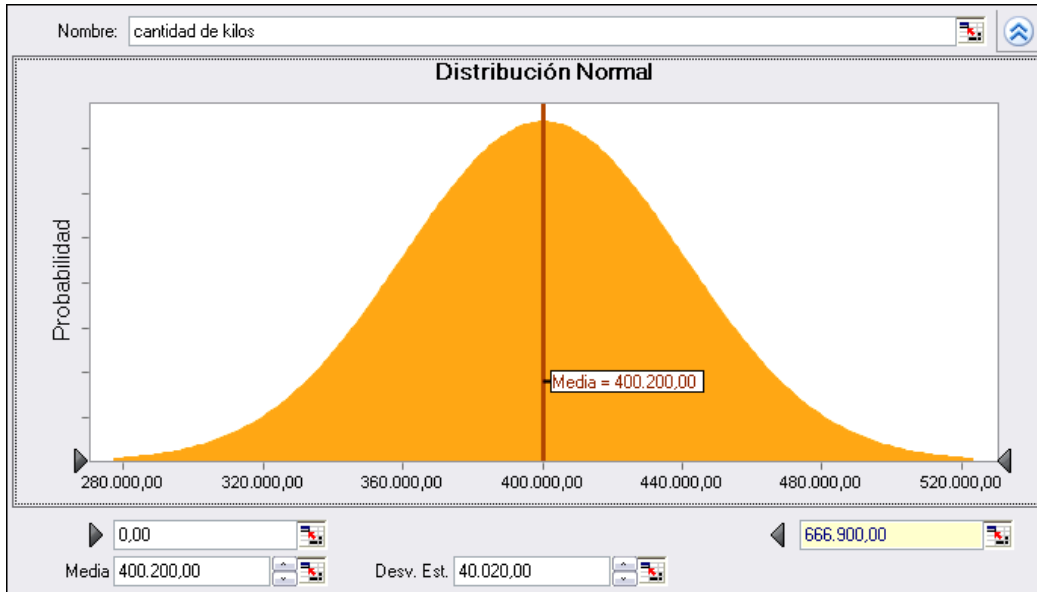 Nombre: cantidad de kilos
Distribución Normal
Probabilidad
Media = 400.200,00
280.000,00 320.000,00 360.000,00 400.000,00 440.000,00 480.000,00 520.000,00
0,00 666.900,00
Media 400.200,00 Desv. Est. 40.020,00